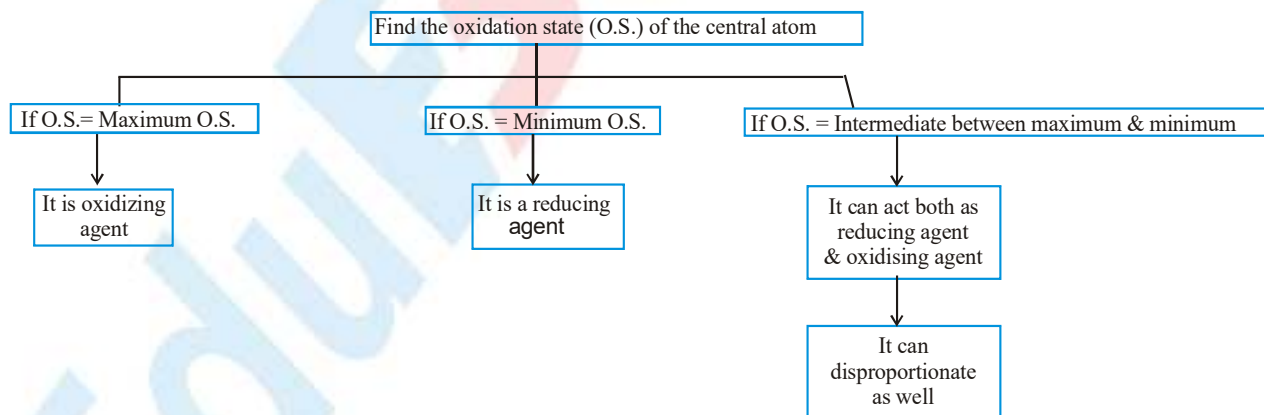 Find the oxidation state (O.S.) of the central atom
If O.S.= Maximum O.S.
If O.S. = Minimum O.S.
If O.S. = Intermediate between maximum & minimum
It is oxidizing
agent
It is a reducing
agent
It can act both as
reducing agent
& oxidising agent
It can
disproportionate
as well